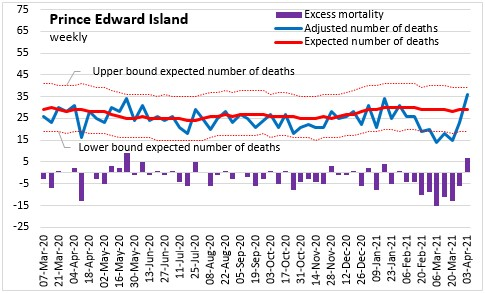 Prince Edward Island
weekly
Excess mortality
Adjusted number of deaths
Expected number of deaths
Upper bound expected number of deaths
Lower bound expected number of deaths
75
65
55
45
35
25
15
5
-5
-15
-25
07-Mar-20
21-Mar-20
04-Apr-20
18-Apr-20
02-May-20
16-May-20
30-May-20
13-Jun-20
27-Jun-20
11-Jul-20
25-Jul-20
08-Aug-20
22-Aug-20
05-Sep-20
19-Sep-20
03-Oct-20
17-Oct-20
31-Oct-20
14-Nov-20
28-Nov-20
12-Dec-20
26-Dec-20
09-Jan-21
23-Jan-21
06-Feb-21
20-Feb-21
06-Mar-21
20-Mar-21
03-Apr-21